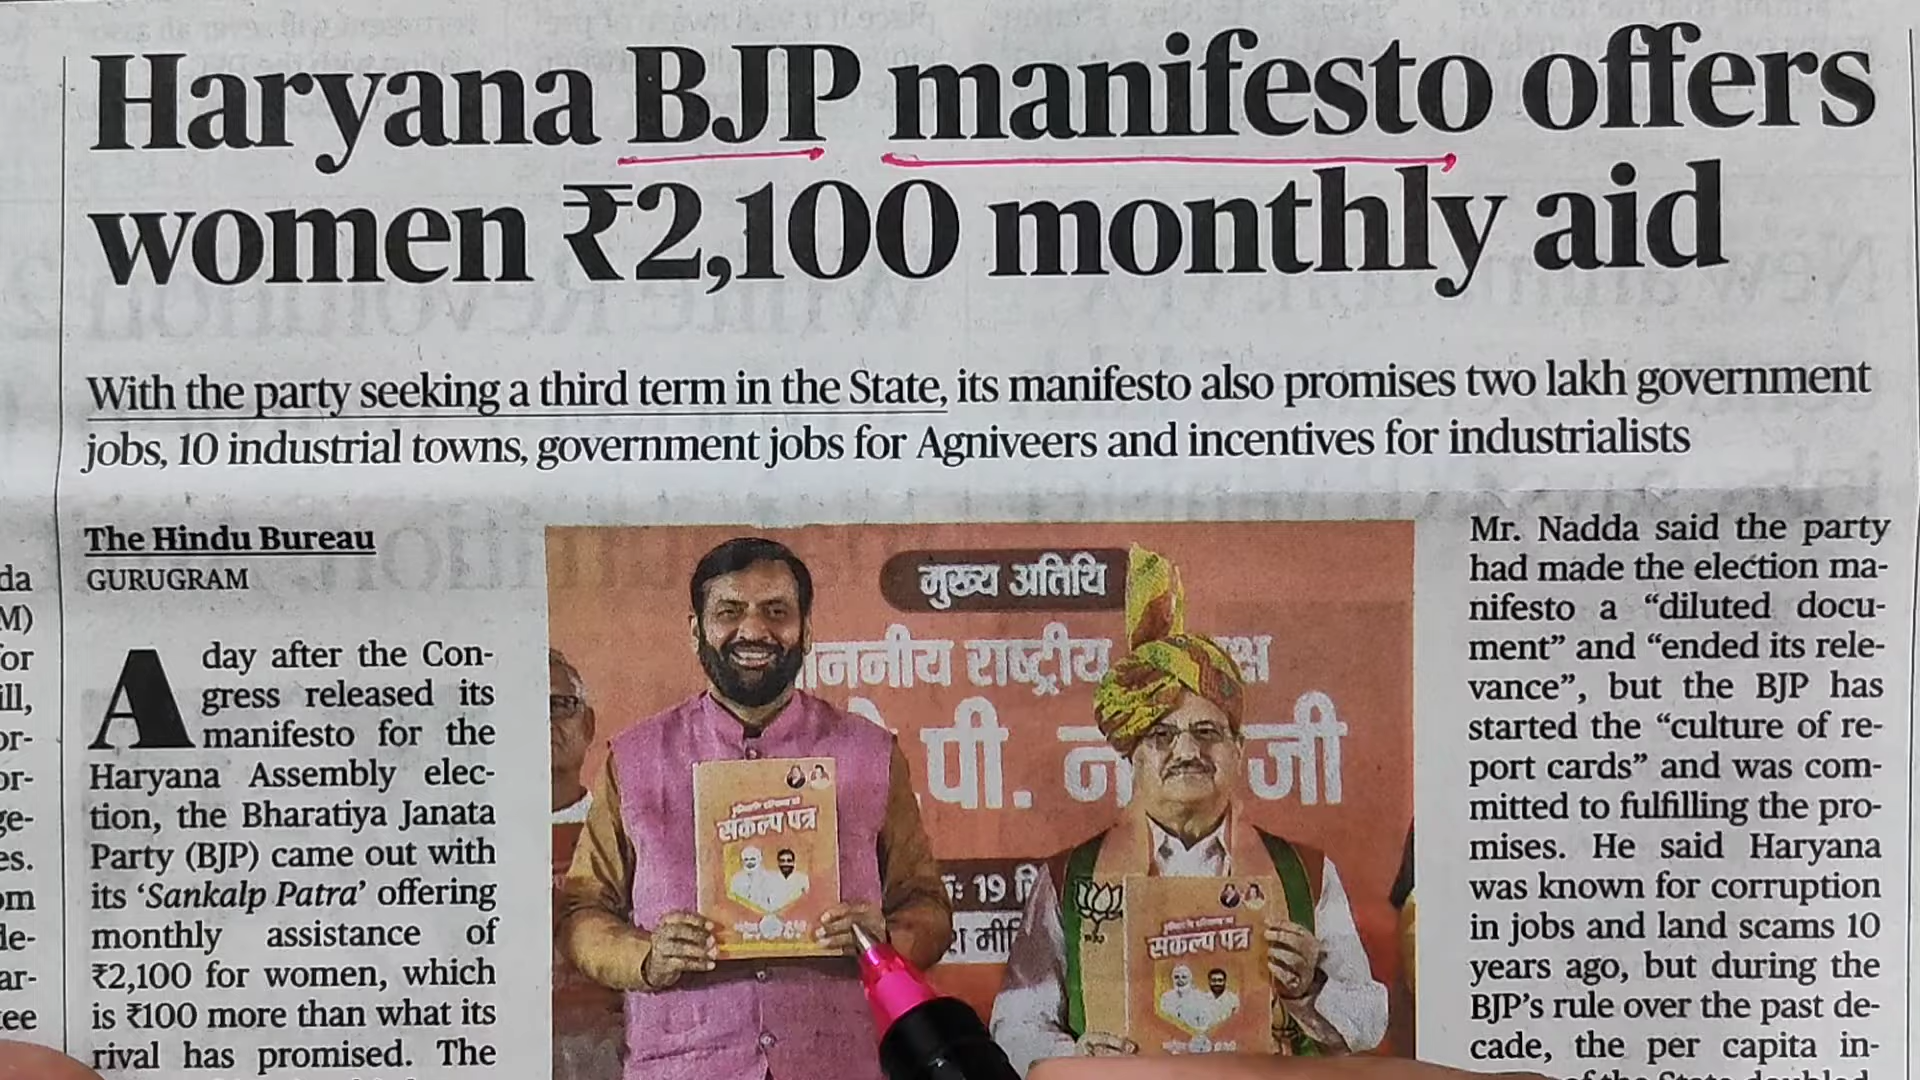 Haryana BJP manifesto offers
women ₹2,100 monthly aid
With the party seeking a third term in the State, its manifesto also promises two lakh government
jobs, 10 industrial towns, government jobs for Agniveers and incentives for industrialists
The Hindu Bureau
GURUGRAM
A day after the Con-
gress released its
manifesto for the
Haryana Assembly elec-
tion, the Bharatiya Janata
Party (BJP) came out with
its ‘Sankalp Patra’ offering
monthly assistance of
₹2,100 for women, which
is ₹100 more than what its
rival has promised. The
मुख्य अतिथि
राष्ट्रीय
पी.
जी
19
संकल्प पत्र
संकल्प पत्र
Mr. Nadda said the party
had made the election ma-
nifesto a “diluted docu-
ment” and “ended its rele-
vance”, but the BJP has
started the “culture of re-
port cards” and was com-
mitted to fulfilling the pro-
mises. He said Haryana
was known for corruption
in jobs and land scams 10
years ago, but during the
BJP’s rule over the past de-
cade, the per capita in-